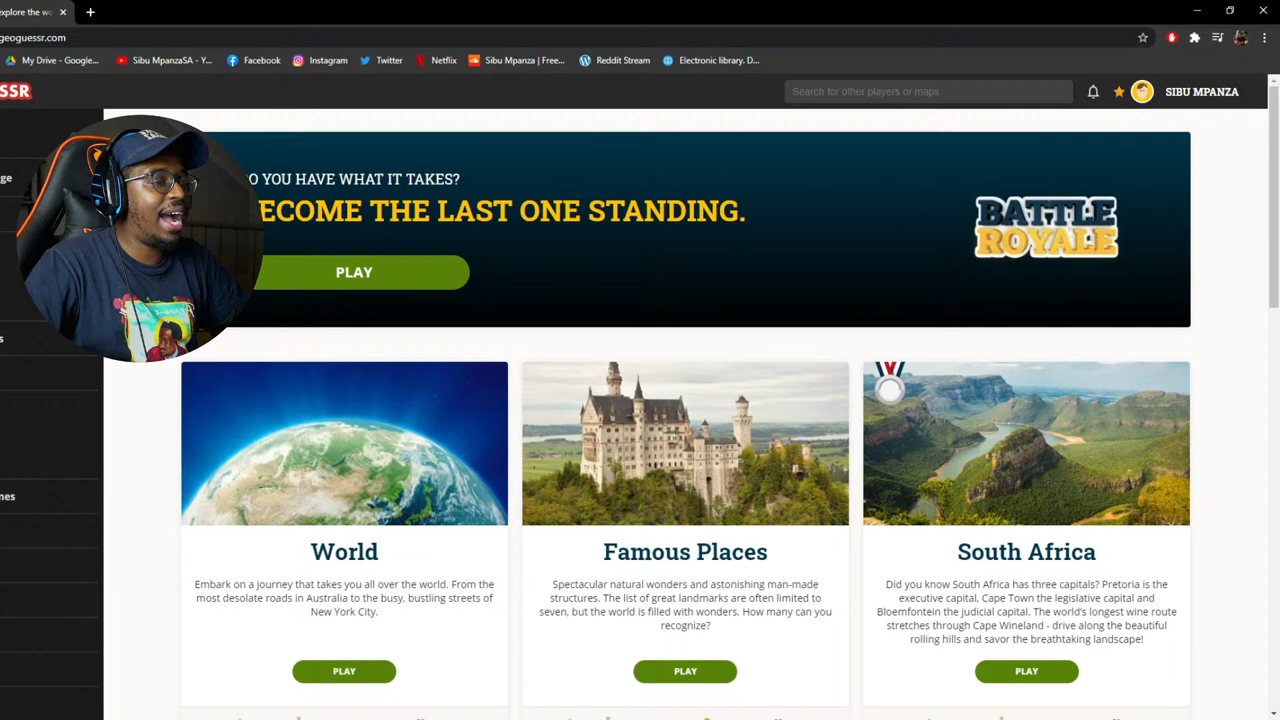 explore the wo
geoguessr.com
My Drive - Google...
Sibu MpanzaSA - Y...
Facebook
Instagram
Twitter
Netflix
Sibu Mpanza | Free...
Reddit Stream
Electronic library. D...
SSR
Search for other players or maps
SIBU MPANZA
ge
O YOU HAVE WHAT IT TAKES?
ECOME THE LAST ONE STANDING.
PLAY
BATTLE
ROYALE
s
nes
World
Embark on a journey that takes you all over the world. From the
most desolate roads in Australia to the busy, bustling streets of
New York City.
PLAY
Famous Places
Spectacular natural wonders and astonishing man-made
structures. The list of great landmarks are often limited to
seven, but the world is filled with wonders. How many can you
recognize?
PLAY
South Africa
Did you know South Africa has three capitals? Pretoria is the
executive capital, Cape Town the legislative capital and
Bloemfontein the judicial capital. The world's longest wine route
stretches through Cape Wineland - drive along the beautiful
rolling hills and savor the breathtaking landscape!
PLAY